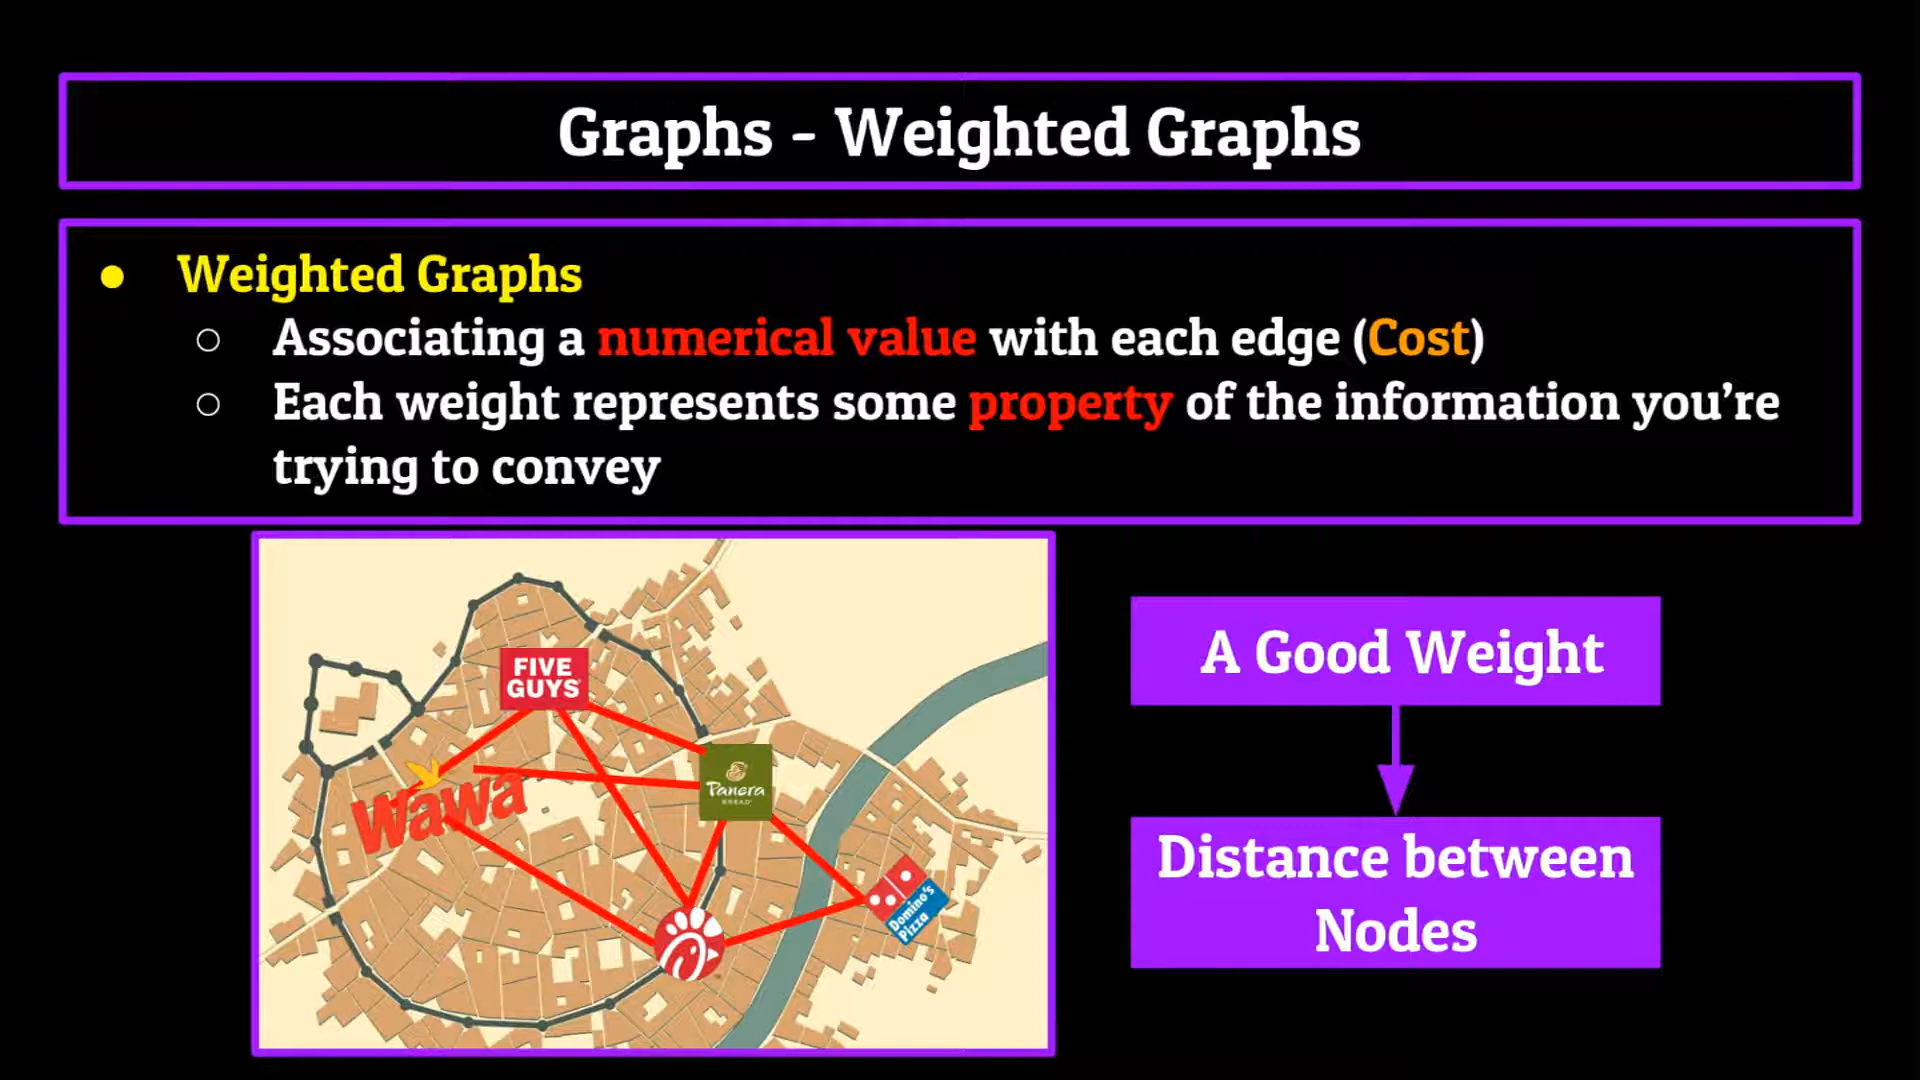 Graphs - Weighted Graphs
● Weighted Graphs
○ Associating a numerical value with each edge (Cost)
○ Each weight represents some property of the information you're
trying to convey
FIVE
GUYS
Wawa
Panera
BREAD
Domino's
Pizza
A Good Weight
Distance between
Nodes